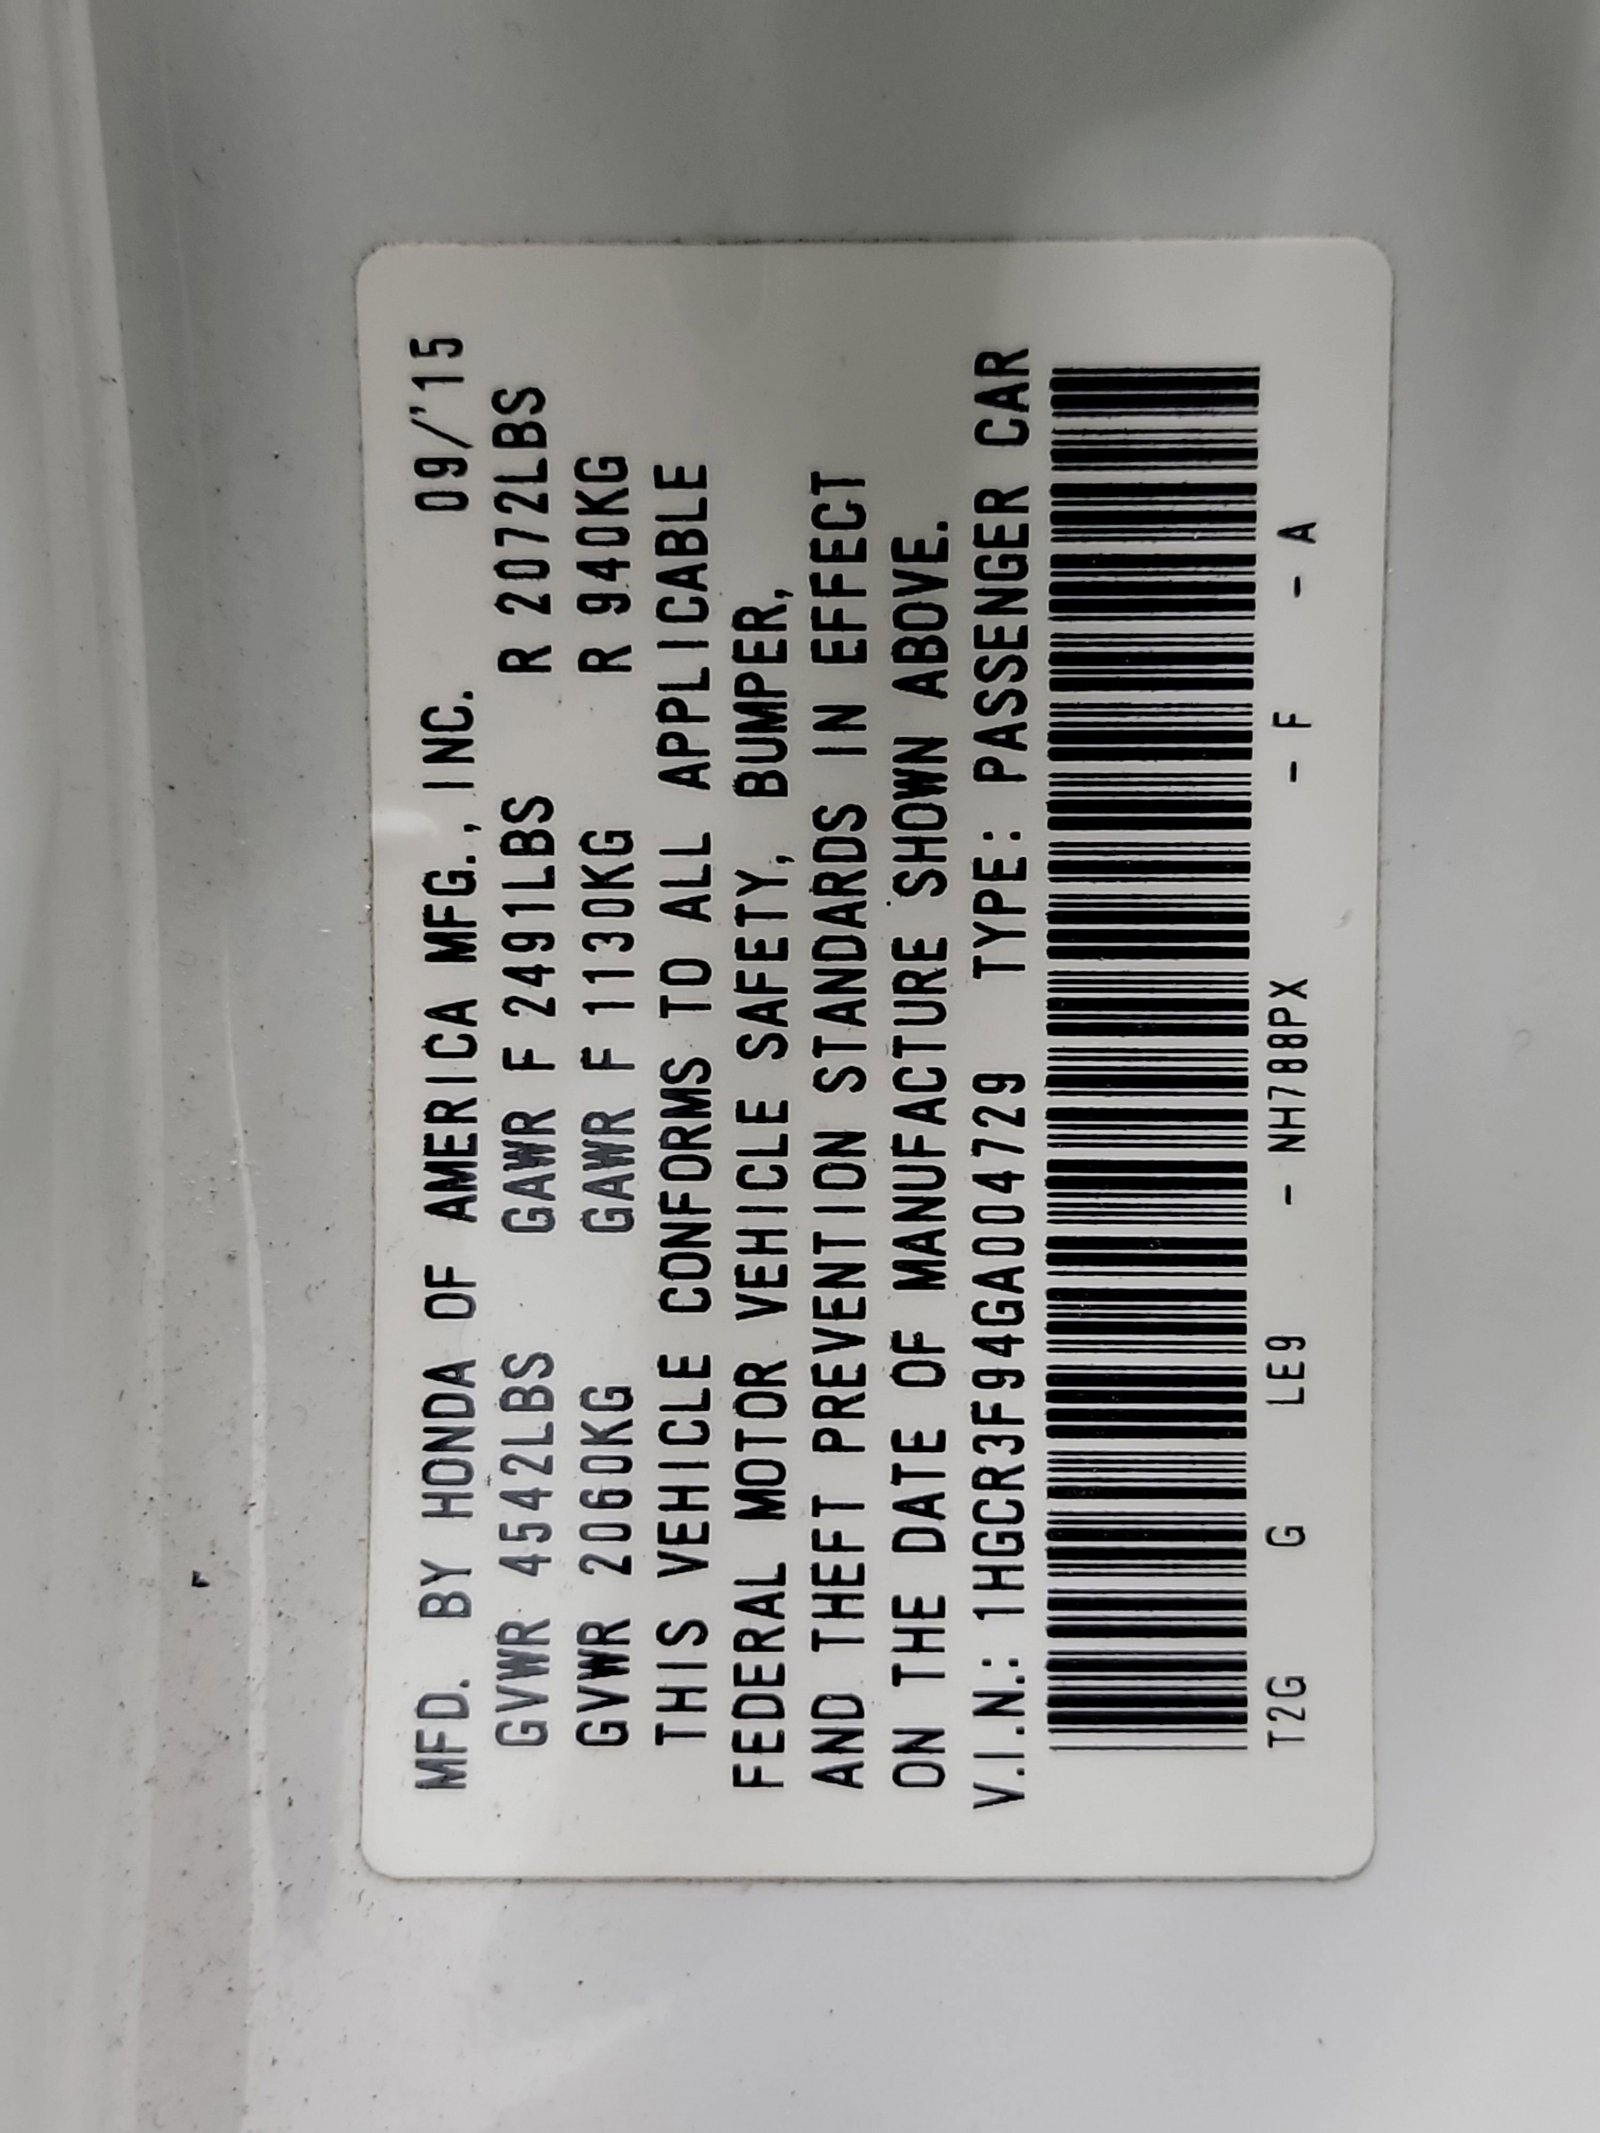 MFD. BY HONDA OF AMERICA MFG., INC. 09/'15
GVWR 4542LBS GAWR F 2491LBS R 2072LBS
GVWR 2060KG GAWR F 1130KG R 940KG
THIS VEHICLE CONFORMS TO ALL APPLICABLE
FEDERAL MOTOR VEHICLE SAFETY, BUMPER,
AND THEFT PREVENTION STANDARDS IN EFFECT
ON THE DATE OF MANUFACTURE SHOWN ABOVE.
V.I.N.: 1HGCR3F94GA004729 TYPE: PASSENGER CAR
T2G G LE9 - NH788PX - F - A